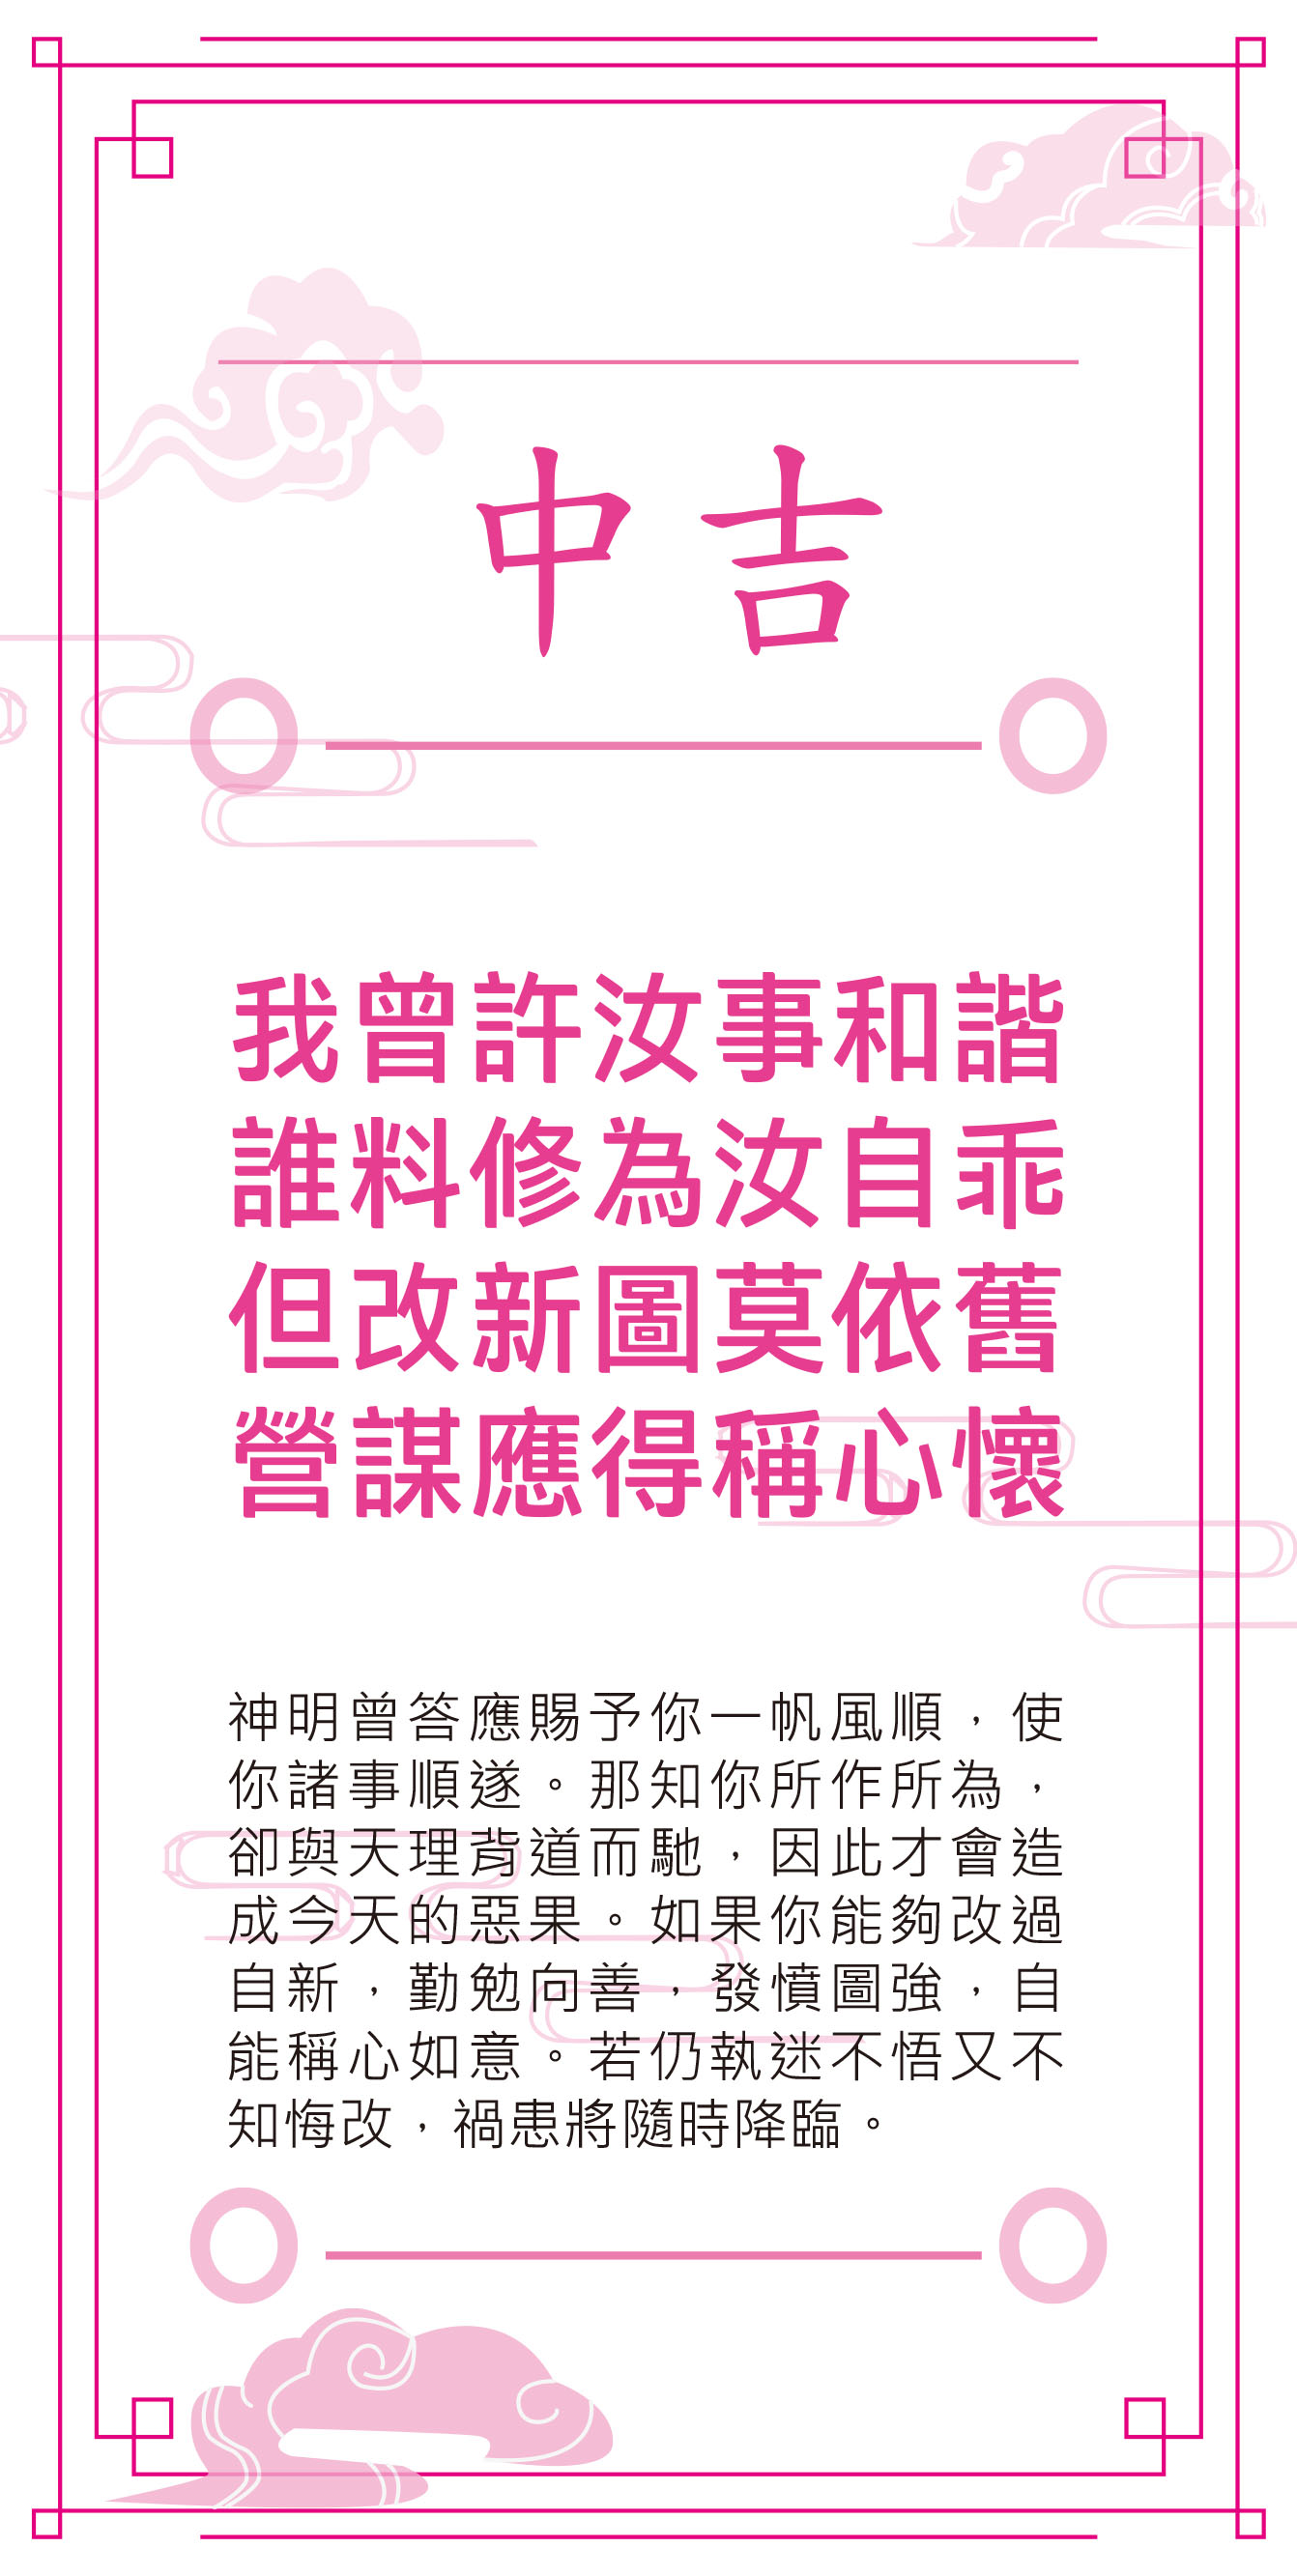 中吉
我曾許汝事和諧
誰料修為汝自乖
但改新圖莫依舊
營謀應得稱心懷
神明曾答應賜予你一帆風順，使
你諸事順遂。那知你所作所為，
卻與天理背道而馳，因此才會造
成今天的惡果。如果你能夠改過
自新，勤勉向善，發憤圖強，自
能稱心如意。若仍執迷不悟又不
知悔改，禍患將隨時降臨。